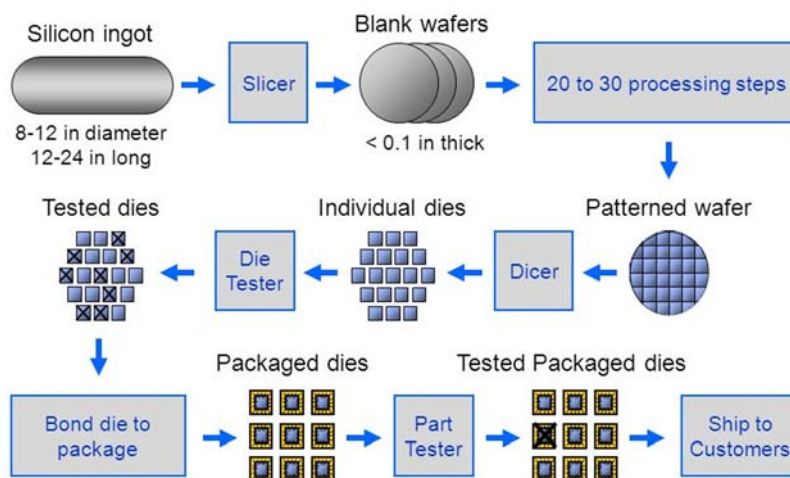 Silicon ingot
Blank wafers
Slicer
20 to 30 processing steps
8-12 in diameter
12-24 in long
< 0.1 in thick
Tested dies
Individual dies
Patterned wafer
Die
Tester
Dicer
Packaged dies
Tested Packaged dies
Bond die to
package
Part
Tester
Ship to
Customers